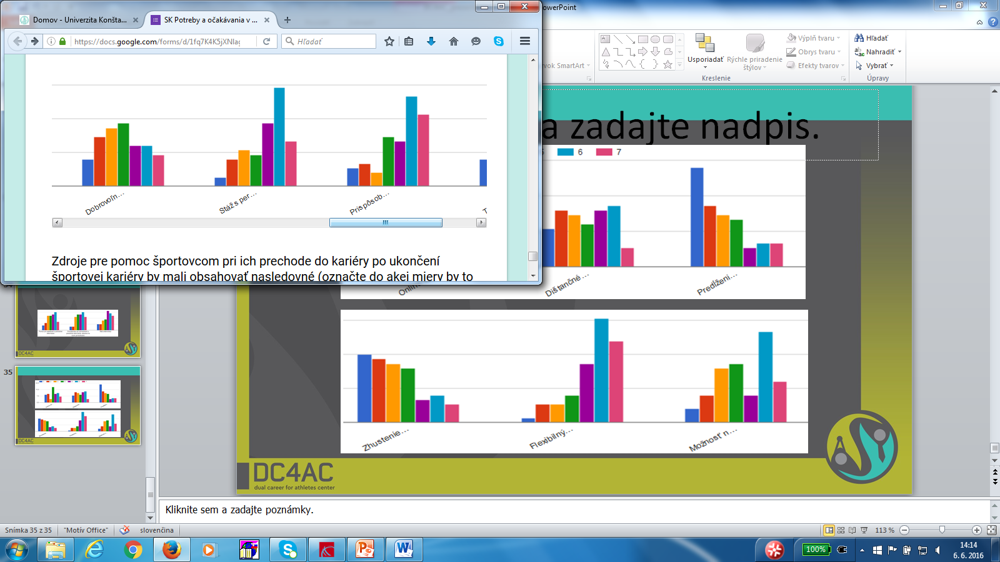 Domov - Univerzita Konšta...
SK Potreby a očakávania v ...
https://docs.google.com/forms/d/1fq7K4K5jXNlag
Hľadať
Dobrovoľn...
Stáž s per...
Prispôsob...
T
Zdroje pre pomoc športovcom pri ich prechode do kariéry po ukončení
športovej kariéry by mali obsahovať nasledovné (označte do akej miery by to
PowerPoint
vok SmartArt
Usporiadať
Rýchle priradenie
štýlov
Výplň tvaru
Obrys tvaru
Efekty tvarov
Kreslenie
Hľadať
Nahradiť
Vybrať
Úpravy
a zadajte nadpis.
6
7
Dištančné...
Predĺženi...
Zhustenie...
Flexibilný...
Možnosť n...
DC4AC
dual career for athletes center
DC4AC
35
DC4AC
Kliknite sem a zadajte poznámky.
Snímka 35 z 35
"Motív Office"
slovenčina
113 %
100%
14:14
6. 6. 2016